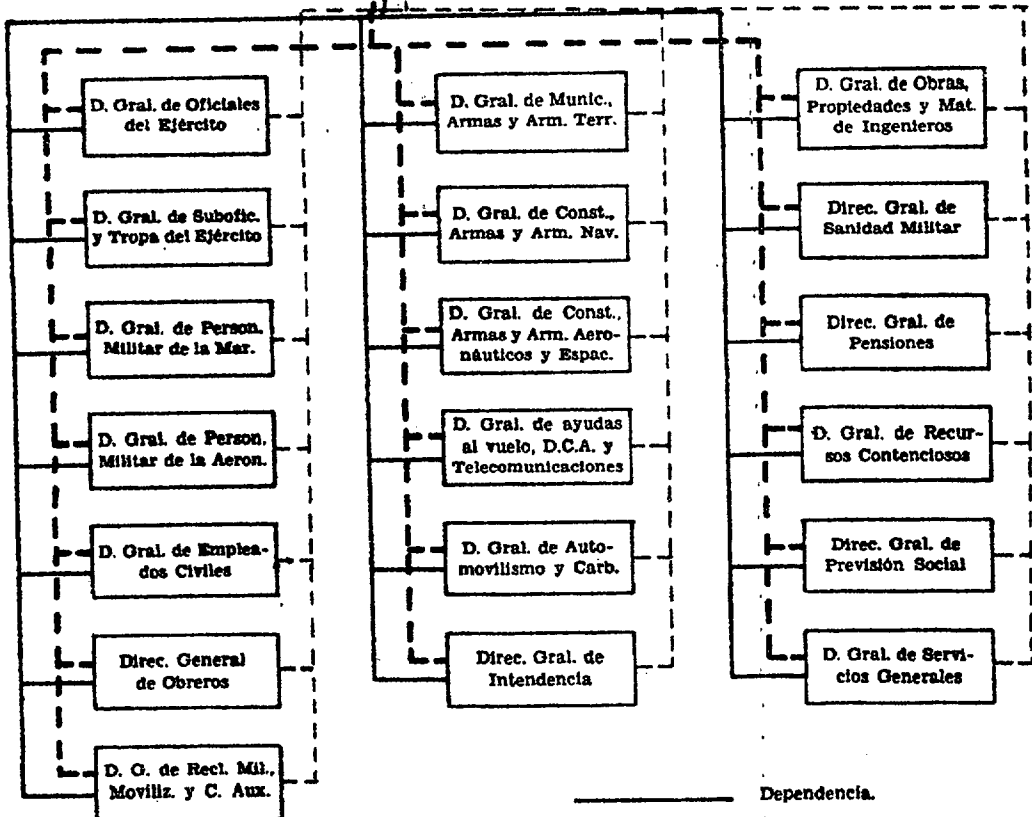 D. Gral. de Oficiales
del Ejército
D. Gral. de Subofic.
y Tropa del Ejército
D. Gral. de Person.
Militar de la Mar.
D. Gral. de Person.
Militar de la Aeron.
D. Gral. de Emplea-
dos Civiles
Direc. General
de Obreros
D. G. de Recl. Mil.,
Moviliz. y C. Aux.
D. Gral. de Munic.,
Armas y Arm. Terr.
D. Gral. de Const.,
Armas y Arm. Nav.
D. Gral. de Const.,
Armas y Arm. Aero-
náuticos y Espac.
D. Gral. de ayudas
al vuelo, D.C.A. y
Telecomunicaciones
D. Gral. de Auto-
movilismo y Carb.
Direc. Gral. de
Intendencia
D. Gral. de Obras,
Propiedades y Mat.
de Ingenieros
Direc. Gral. de
Sanidad Militar
Direc. Gral. de
Pensiones
D. Gral. de Recur-
sos Contenciosos
Direc. Gral. de
Previsión Social
D. Gral. de Servi-
cios Generales
Dependencia.